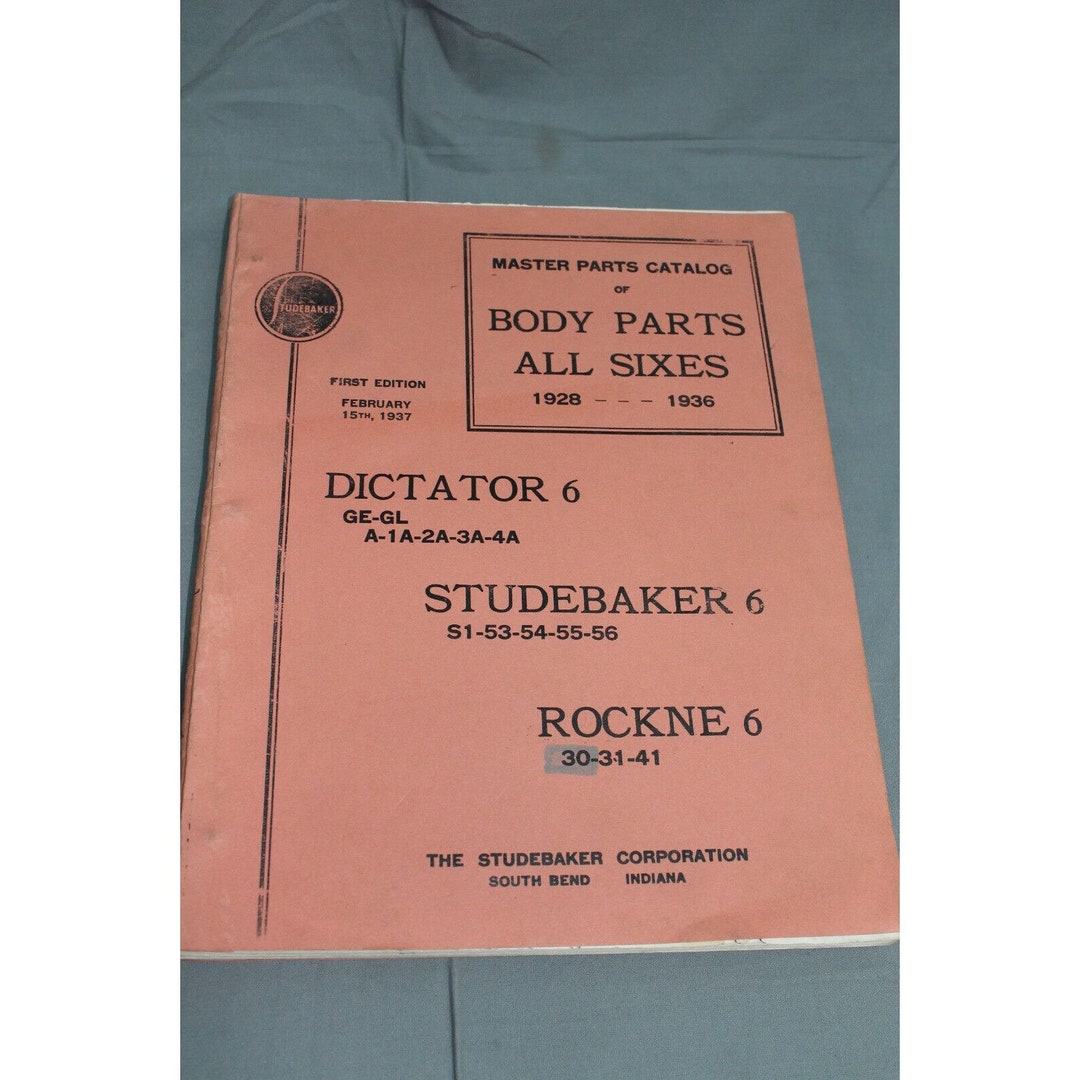 MASTER PARTS CATALOG
OF
BODY PARTS
ALL SIXES
1928 - - - 1936
STUDEBAKER
FIRST EDITION
FEBRUARY
15TH, 1937
DICTATOR 6
GE-GL
A-1A-2A-3A-4A
STUDEBAKER 6
S1-53-54-55-56
ROCKNE 6
30-31-41
THE STUDEBAKER CORPORATION
SOUTH BEND INDIANA